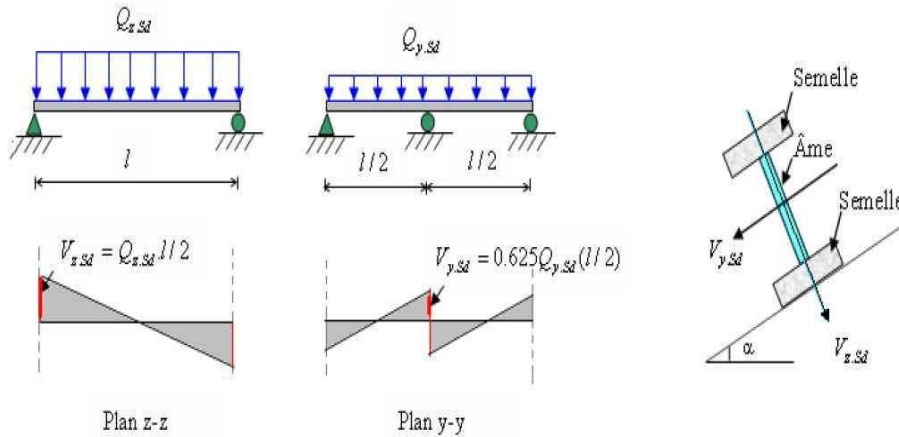 Q_{z.Sd}
Q_{y.Sd}
l
l/2
l/2
V_{z.Sd} = Q_{z.Sd}.l/2
V_{y.Sd} = 0.625Q_{y.Sd}(l/2)
Plan z-z
Plan y-y
Semelle
Âme
Semelle
V_{y.Sd}
V_{z.Sd}
α